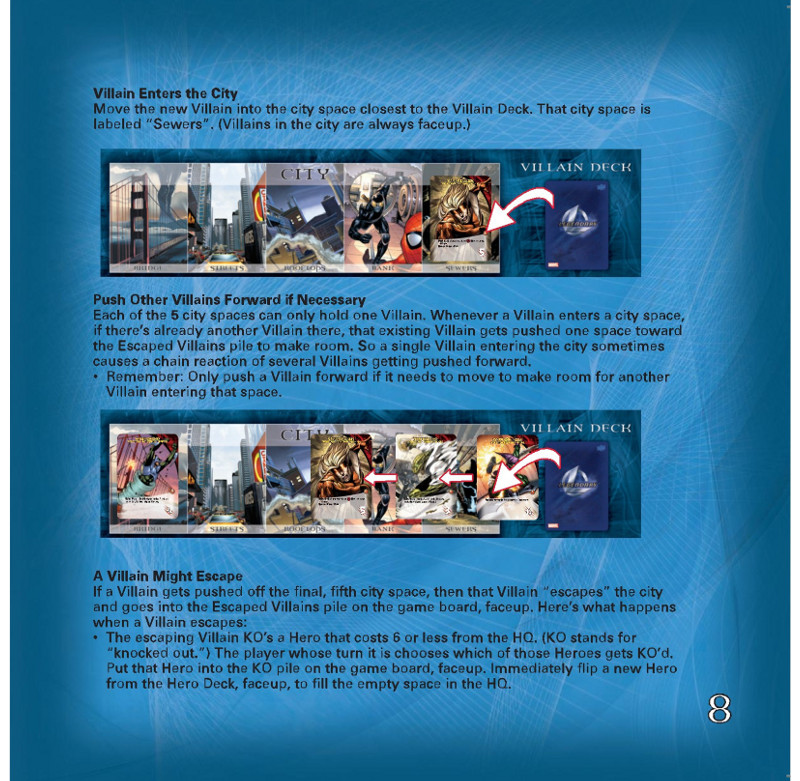 Villain Enters the City
Move the new Villain into the city space closest to the Villain Deck. That city space is
labeled "Sewers". (Villains in the city are always faceup.)
CITY
VILLAIN DECK
BRIDGE
STREETS
ROOFTOPS
BANK
SEWERS
Push Other Villains Forward if Necessary
Each of the 5 city spaces can only hold one Villain. Whenever a Villain enters a city space,
if there's already another Villain there, that existing Villain gets pushed one space toward
the Escaped Villains pile to make room. So a single Villain entering the city sometimes
causes a chain reaction of several Villains getting pushed forward.
• Remember: Only push a Villain forward if it needs to move to make room for another
Villain entering that space.
CITY
VILLAIN DECK
BRIDGE
STREETS
ROOFTOPS
BANK
SEWERS
A Villain Might Escape
If a Villain gets pushed off the final, fifth city space, then that Villain "escapes" the city
and goes into the Escaped Villains pile on the game board, faceup. Here's what happens
when a Villain escapes:
• The escaping Villain KO's a Hero that costs 6 or less from the HQ. (KO stands for
"knocked out.") The player whose turn it is chooses which of those Heroes gets KO'd.
Put that Hero into the KO pile on the game board, faceup. Immediately flip a new Hero
from the Hero Deck, faceup, to fill the empty space in the HQ.
8